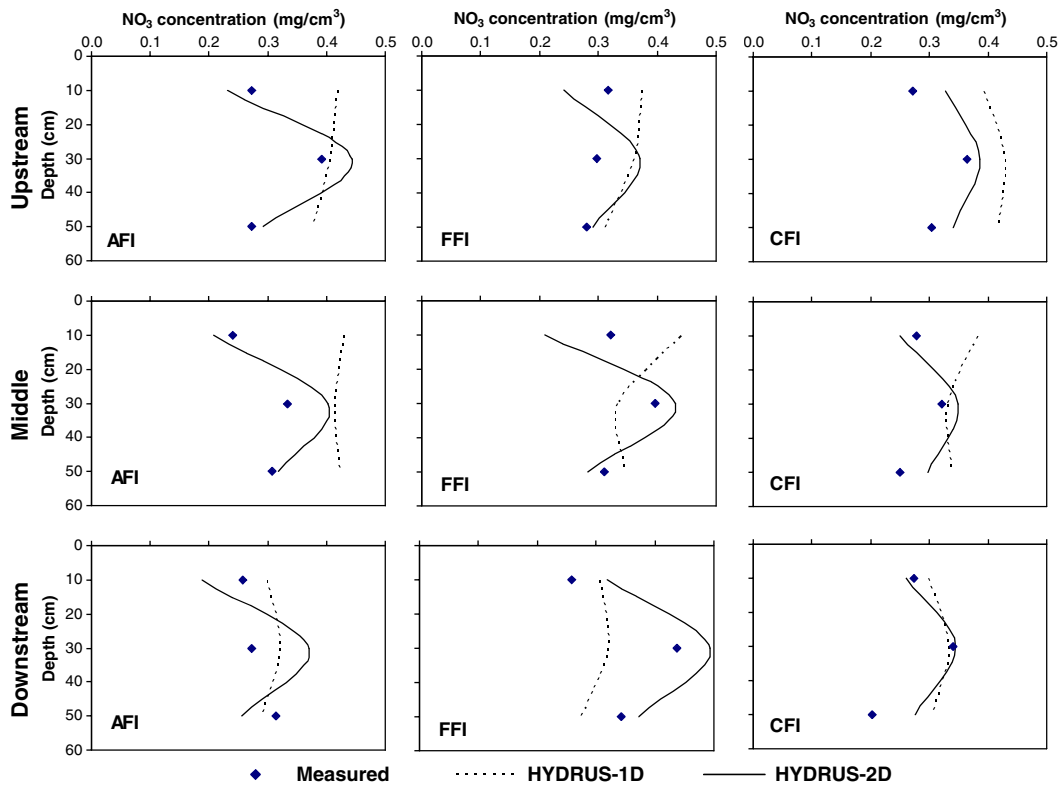 NO3 concentration (mg/cm3) NO3 concentration (mg/cm3) NO3 concentration (mg/cm3)
0.0 0.1 0.2 0.3 0.4 0.5 0.0 0.1 0.2 0.3 0.4 0.5 0.0 0.1 0.2 0.3 0.4 0.5
Upstream
Depth (cm)
0
10
20
30
40
50
60
AFI FFI CFI
Middle
Depth (cm)
0
10
20
30
40
50
60
AFI FFI CFI
Downstream
Depth (cm)
0
10
20
30
40
50
60
AFI FFI CFI
Measured HYDRUS-1D HYDRUS-2D